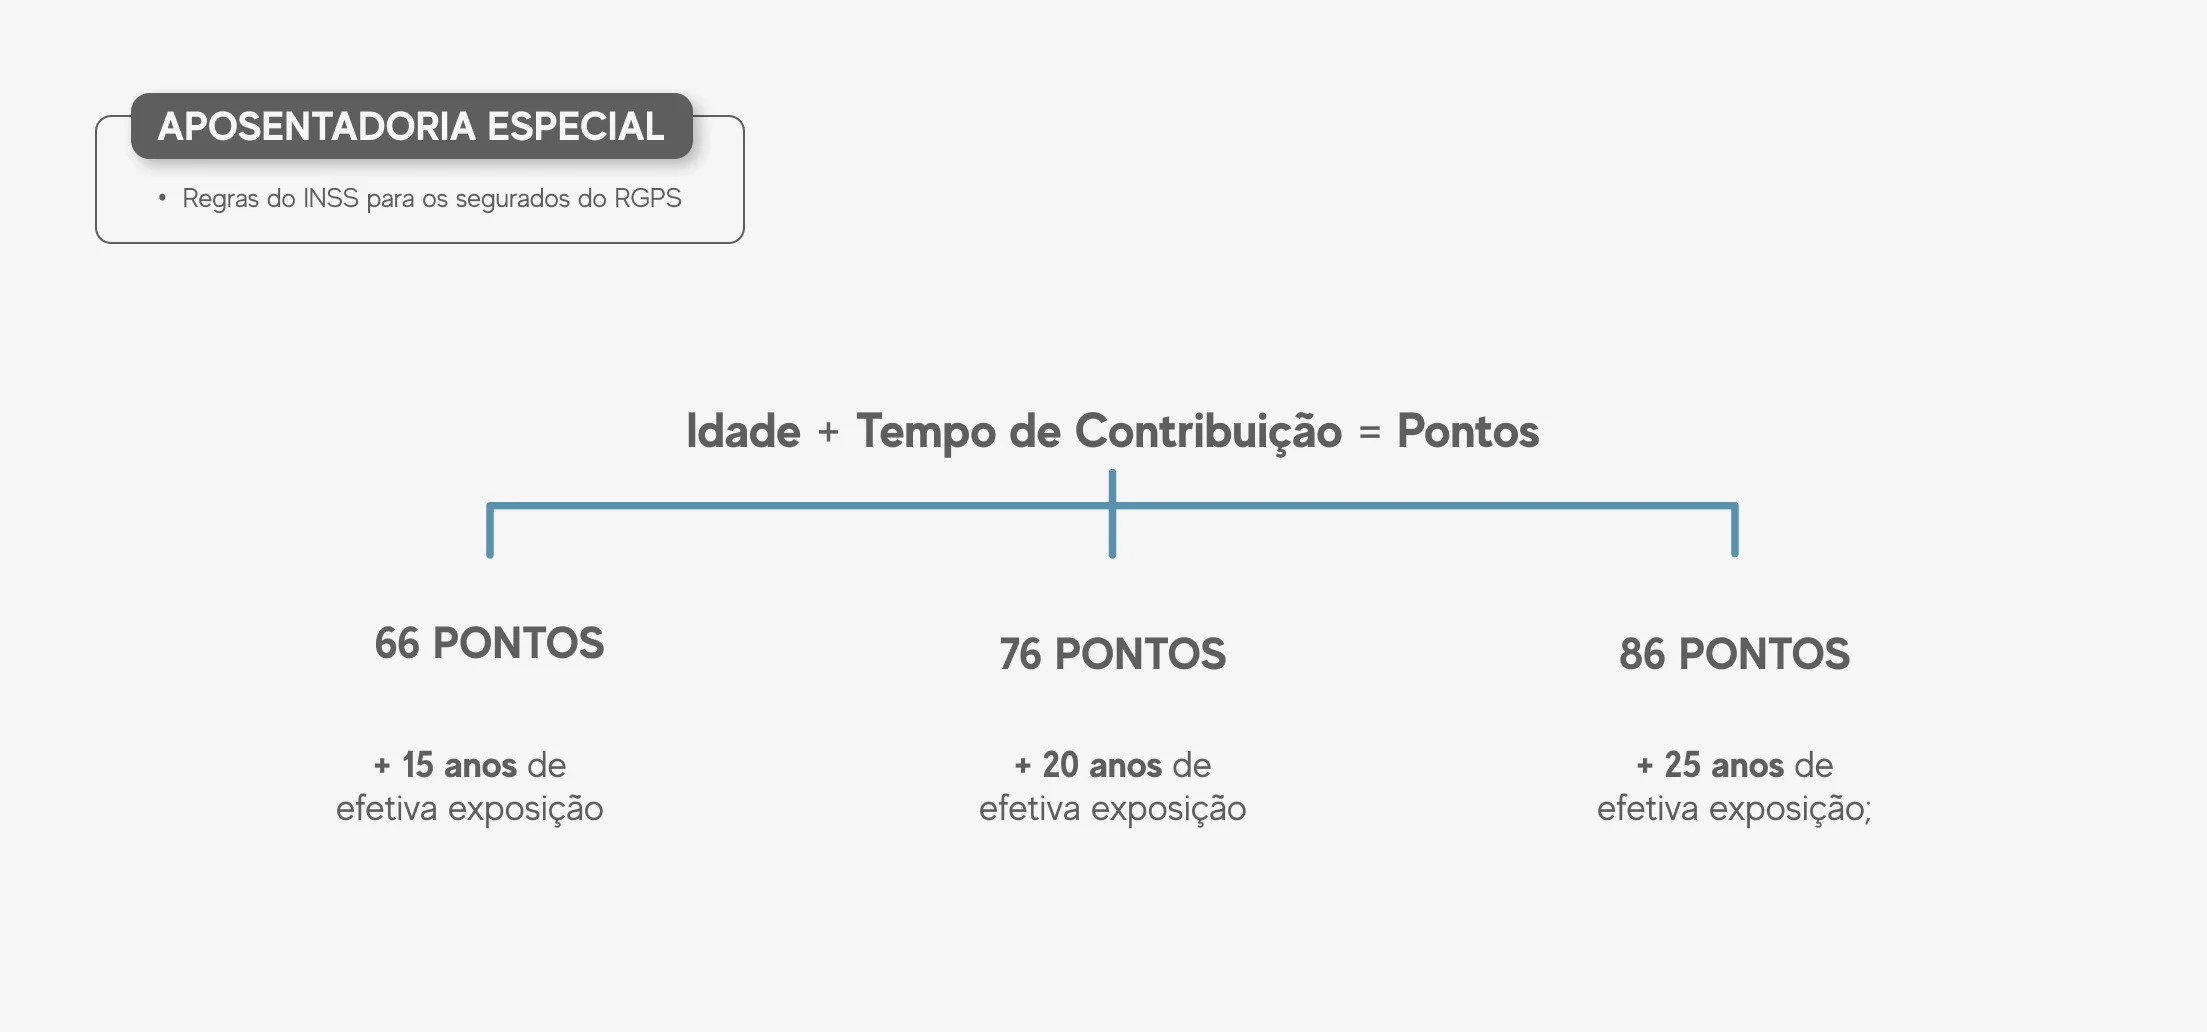 APOSENTADORIA ESPECIAL
• Regras do INSS para os segurados do RGPS
Idade + Tempo de Contribuição = Pontos
66 PONTOS
+ 15 anos de
efetiva exposição
76 PONTOS
+ 20 anos de
efetiva exposição
86 PONTOS
+ 25 anos de
efetiva exposição;